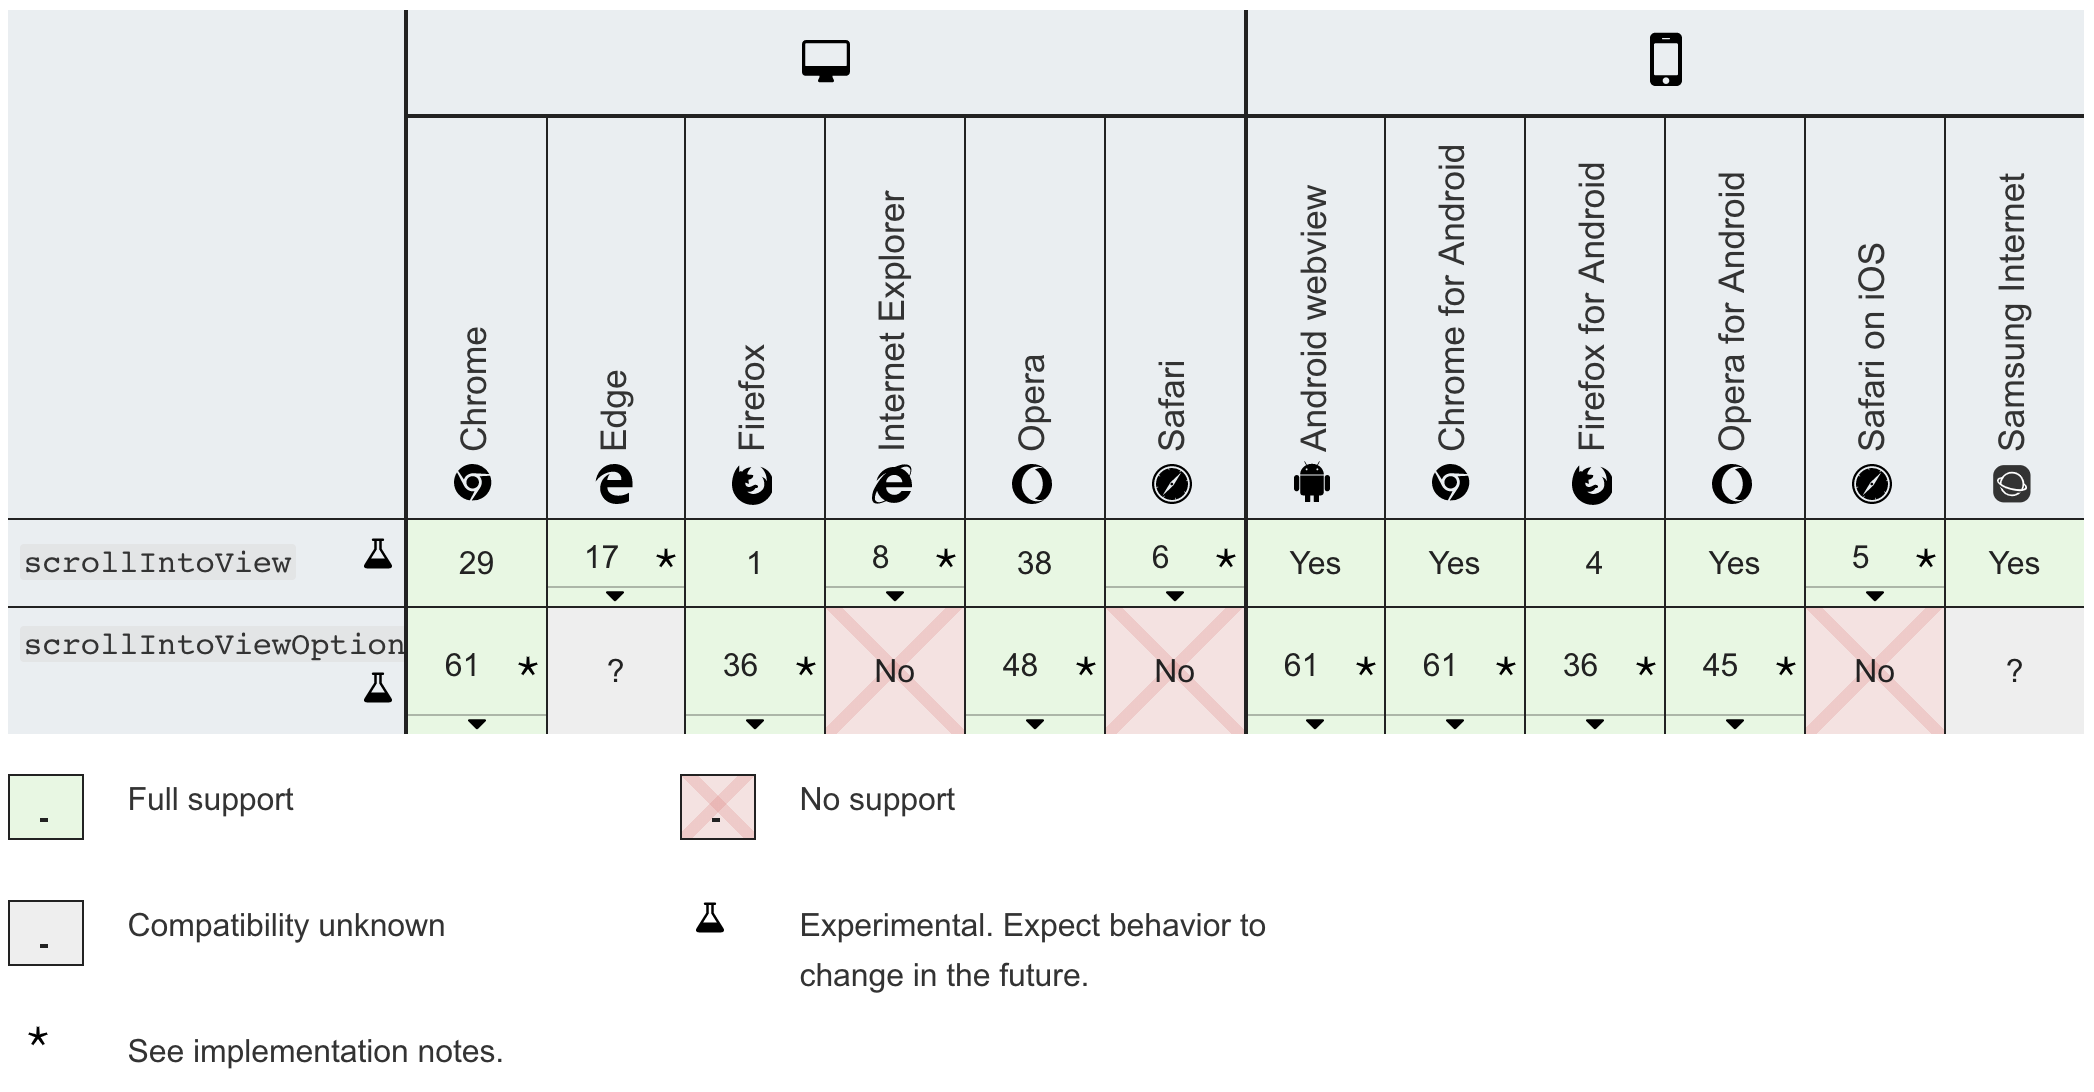 Chrome
Edge
Firefox
Internet Explorer
Opera
Safari
Android webview
Chrome for Android
Firefox for Android
Opera for Android
Safari on iOS
Samsung Internet
scrollIntoView 29 17 * 1 8 * 38 6 * Yes Yes 4 Yes 5 * Yes
scrollIntoViewOption 61 * ? 36 * No 48 * No 61 * 61 * 36 * 45 * No ?
- Full support
- No support
- Compatibility unknown
Experimental. Expect behavior to
change in the future.
* See implementation notes.